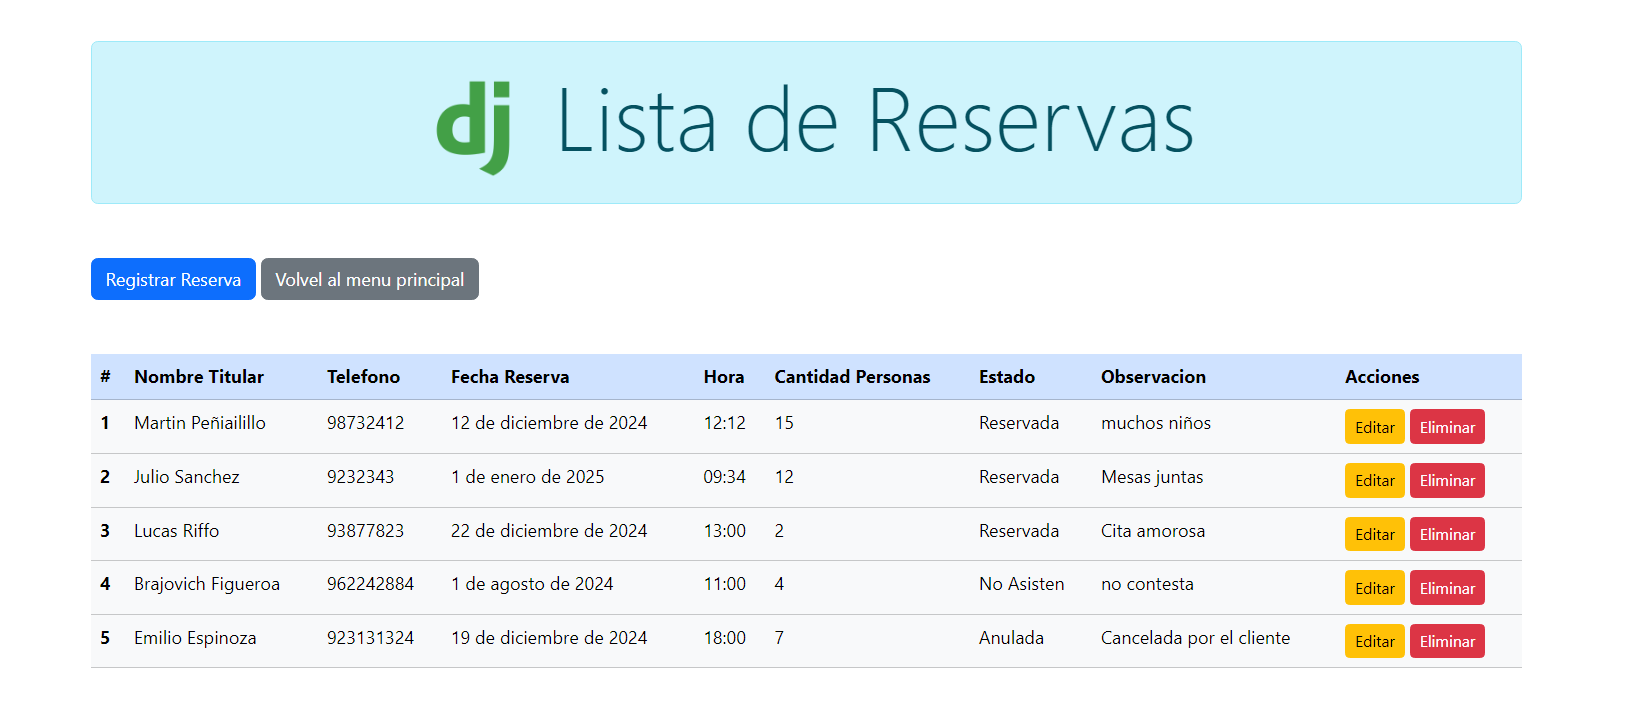 dj Lista de Reservas
Registrar Reserva Volvel al menu principal
# Nombre Titular Telefono Fecha Reserva Hora Cantidad Personas Estado Observacion Acciones
1 Martin Peñiailillo 98732412 12 de diciembre de 2024 12:12 15 Reservada muchos niños Editar Eliminar
2 Julio Sanchez 9232343 1 de enero de 2025 09:34 12 Reservada Mesas juntas Editar Eliminar
3 Lucas Riffo 93877823 22 de diciembre de 2024 13:00 2 Reservada Cita amorosa Editar Eliminar
4 Brajovich Figueroa 962242884 1 de agosto de 2024 11:00 4 No Asisten no contesta Editar Eliminar
5 Emilio Espinoza 923131324 19 de diciembre de 2024 18:00 7 Anulada Cancelada por el cliente Editar Eliminar